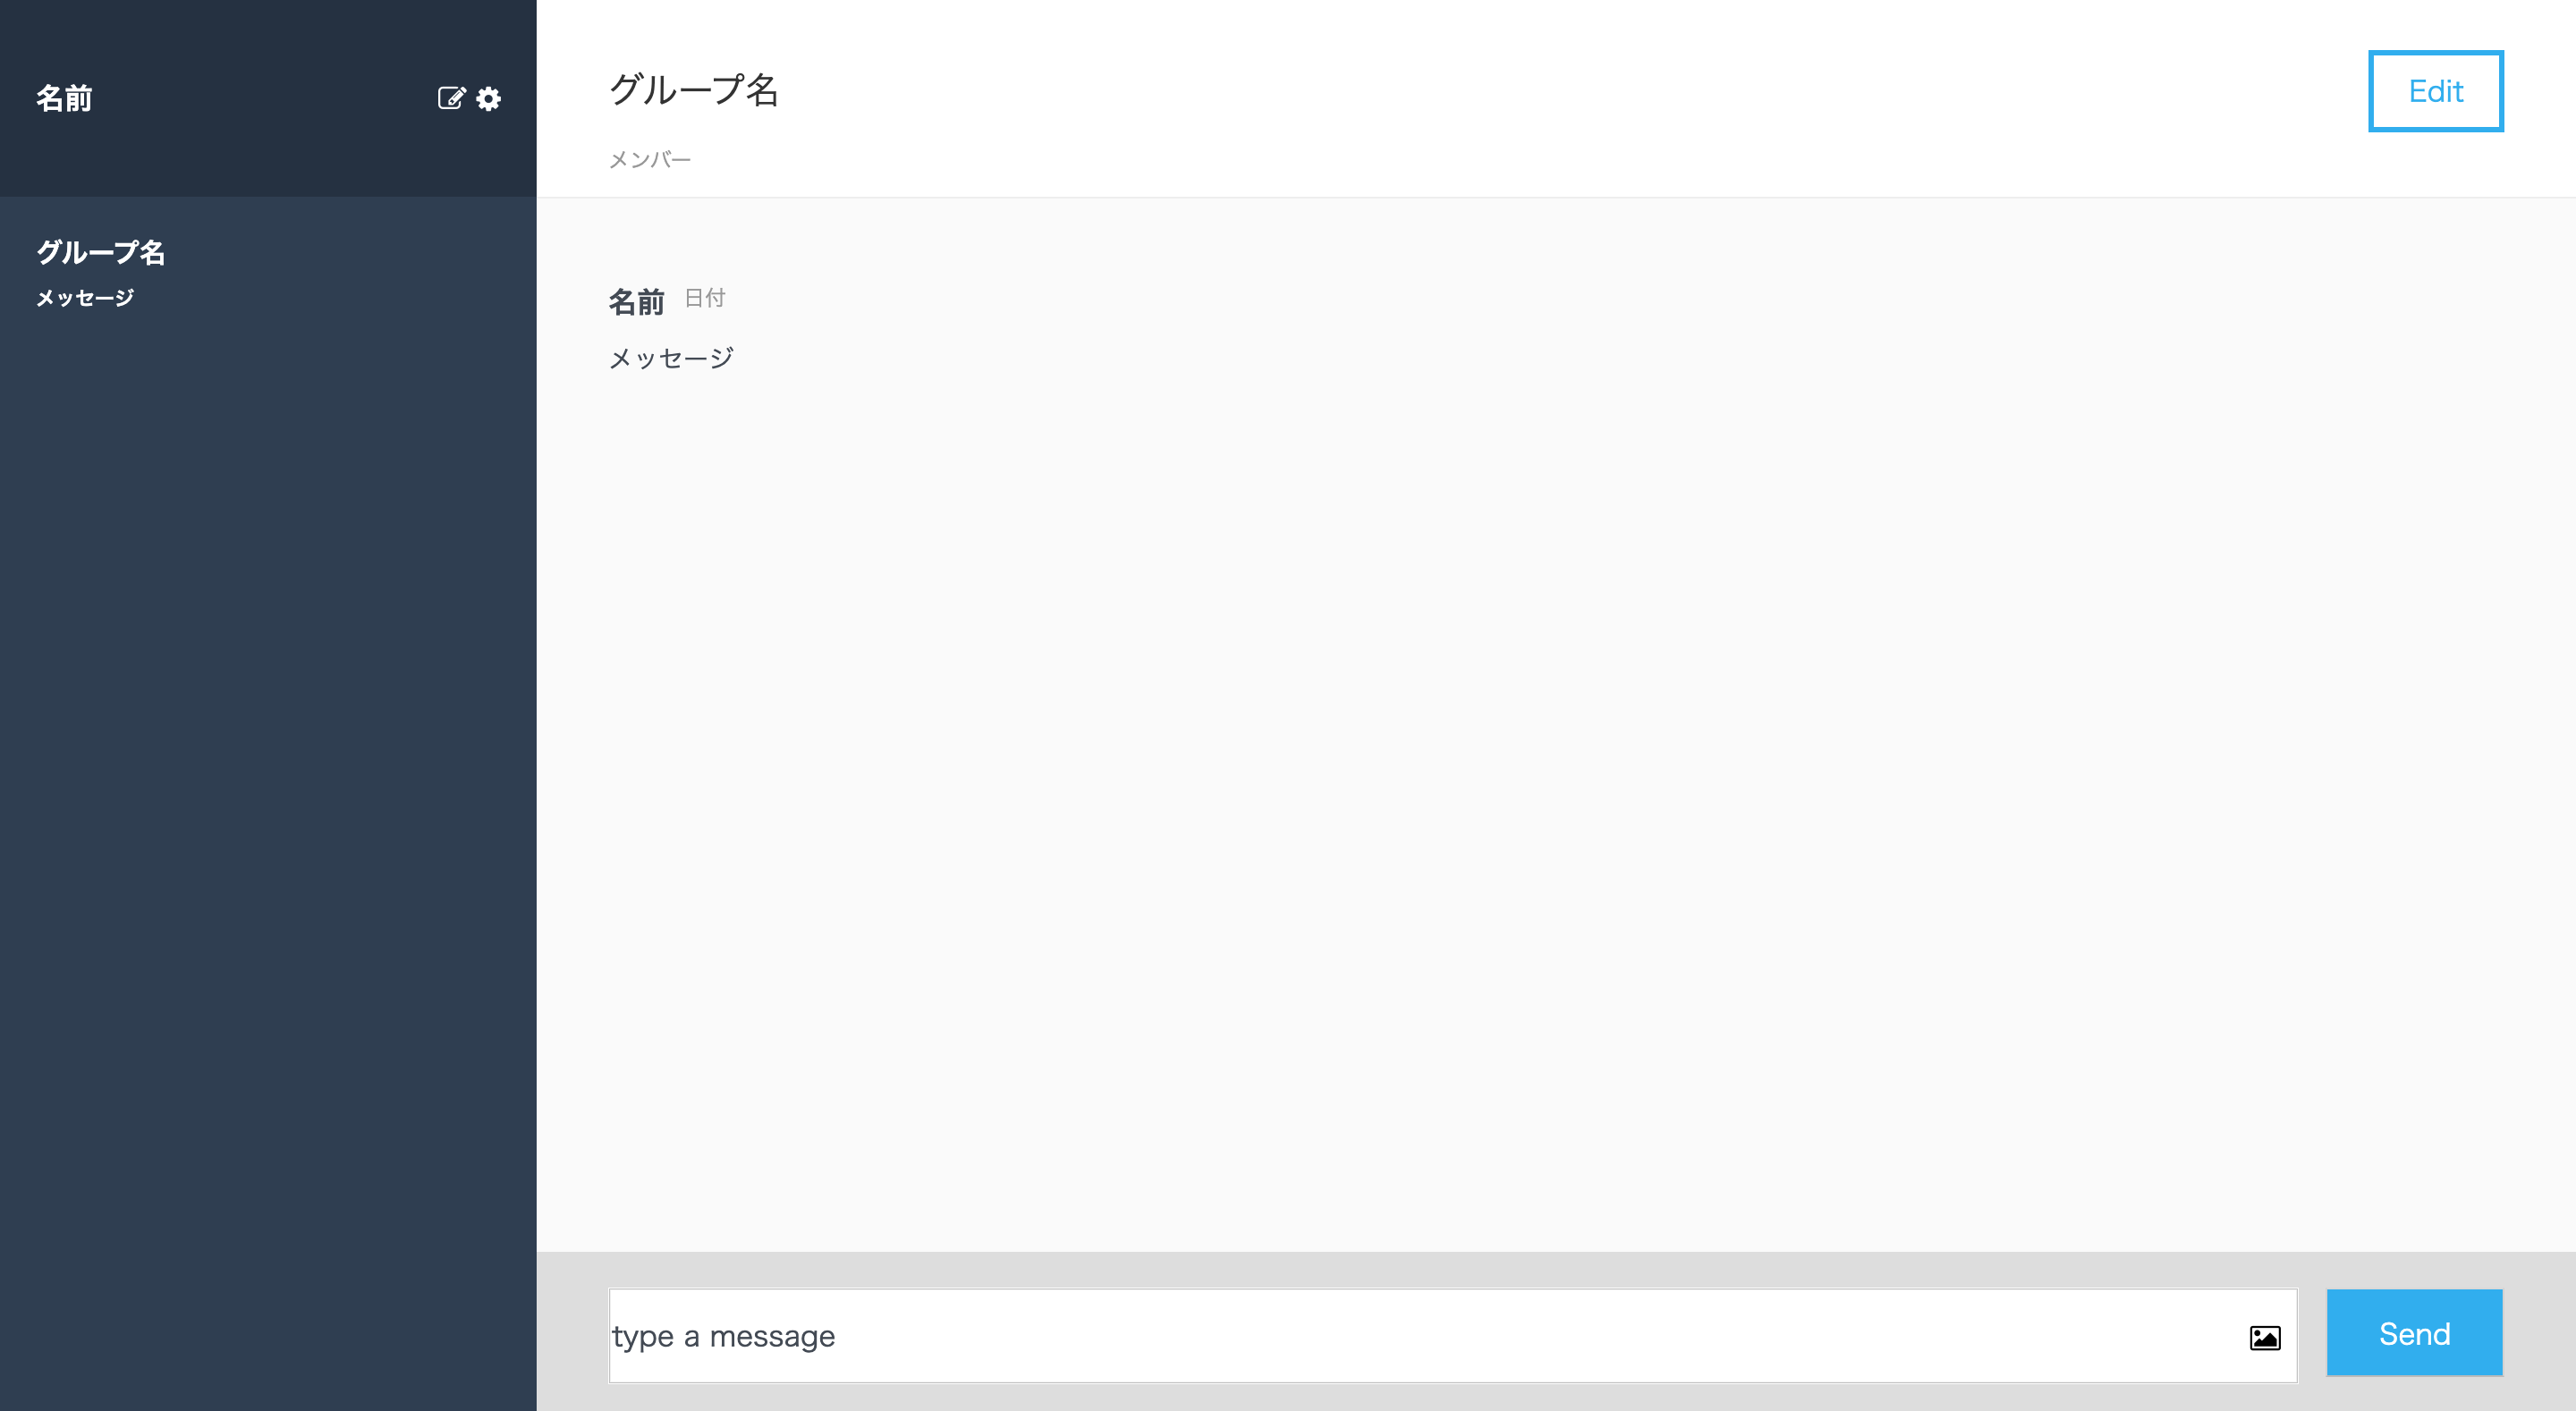 名前
グループ名
メッセージ
グループ名
Edit
メンバー
名前 日付
メッセージ
type a message
Send